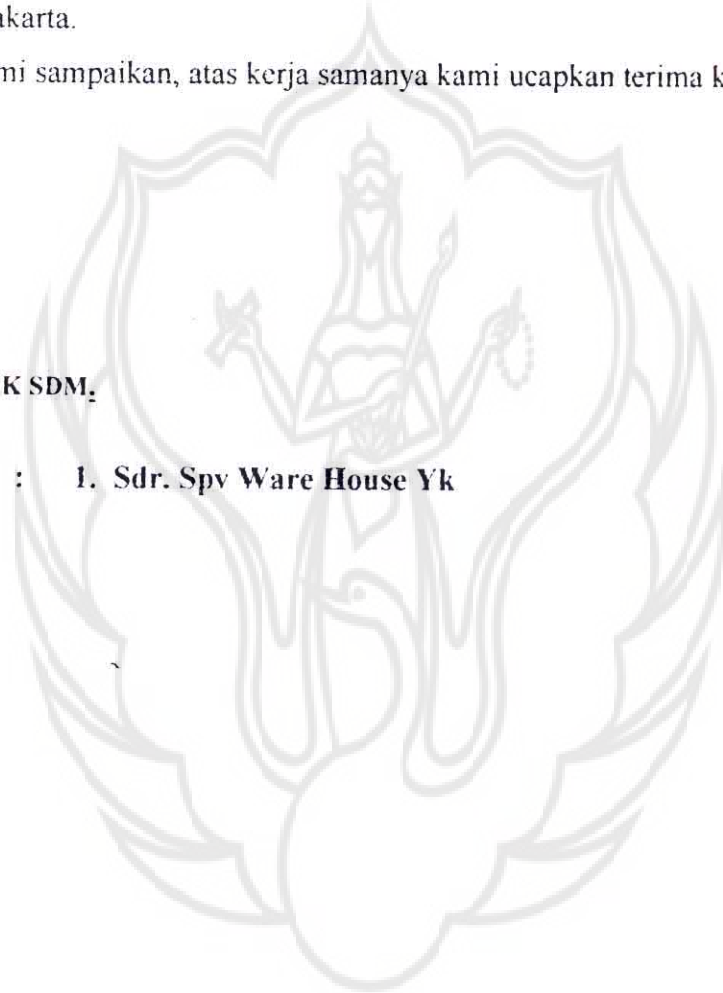 akarta.
mi sampaikan, atas kerja samanya kami ucapkan terima k
K SDM.
: 1. Sdr. Spv Ware House Yk